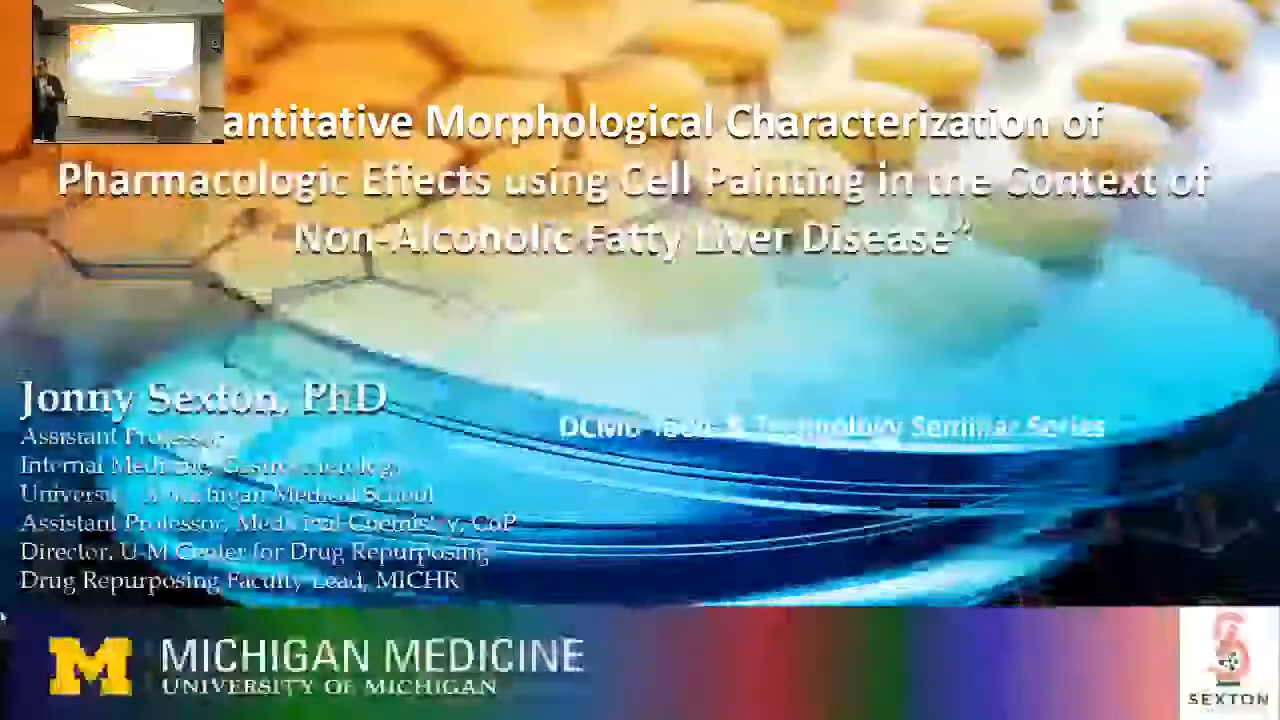 antitative Morphological Characterization of
Pharmacologic Effects using Cell Painting in the Context of
Non-Alcoholic Fatty Liver Disease"
Jonny Sexton, PhD
Assistant Professor
DCMB Tools & Technology Seminar Series
Internal Medicine, Gastroenterology
University of Michigan Medical School
Assistant Professor, Medicinal Chemistry, CoP
Director, U-M Center for Drug Repurposing
Drug Repurposing Faculty Lead, MICHR
M MICHIGAN MEDICINE
UNIVERSITY OF MICHIGAN
SEXTON